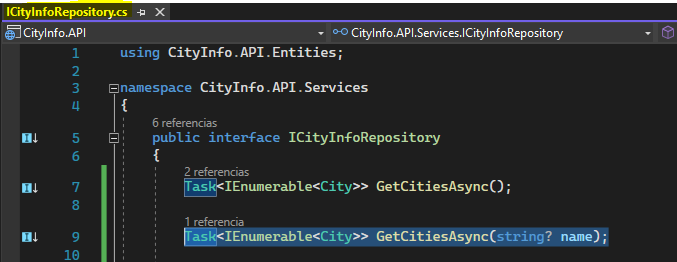 ICityInfoRepository.cs
CityInfo.API CityInfo.API.Services.ICityInfoRepository
1 using CityInfo.API.Entities;
2
3 namespace CityInfo.API.Services
4 {
6 referencias
5 public interface ICityInfoRepository
6 {
2 referencias
7 Task<IEnumerable<City>> GetCitiesAsync();
8
1 referencia
9 Task<IEnumerable<City>> GetCitiesAsync(string? name);
10